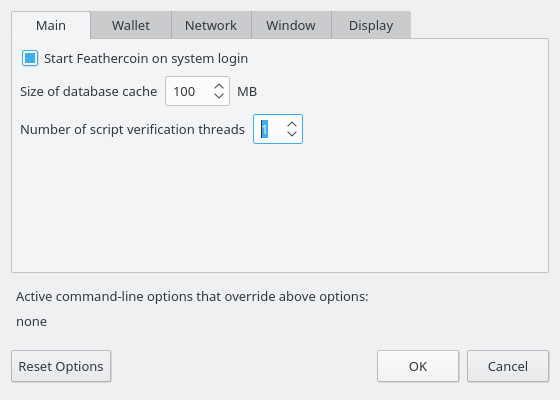 Main Wallet Network Window Display
Start Feathercoin on system login
Size of database cache 100 MB
Number of script verification threads 1
Active command-line options that override above options:
none
Reset Options OK Cancel